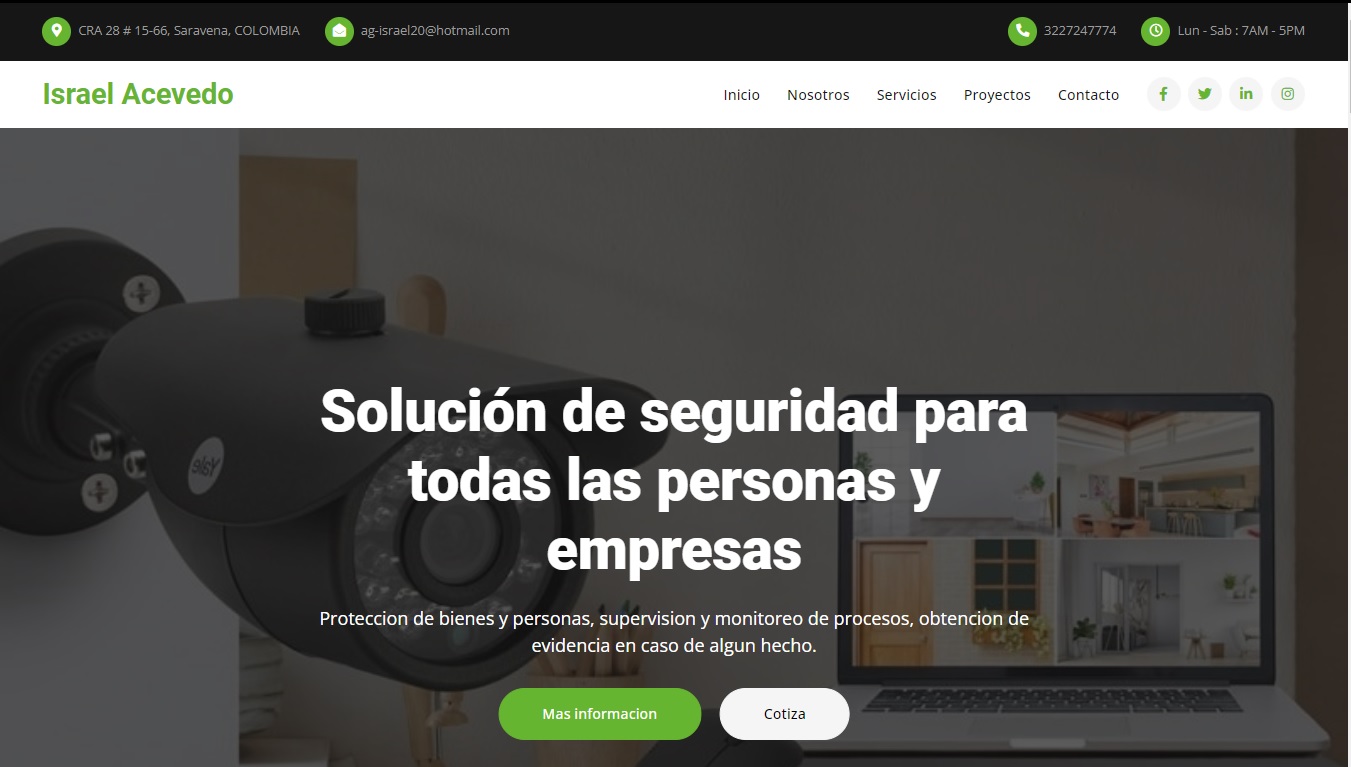 CRA 28 # 15-66, Saravena, COLOMBIA
ag-israel20@hotmail.com
3227247774
Lun - Sab : 7AM - 5PM
Israel Acevedo
Inicio
Nosotros
Servicios
Proyectos
Contacto
Yale
Solución de seguridad para
todas las personas y
empresas
Proteccion de bienes y personas, supervision y monitoreo de procesos, obtencion de
evidencia en caso de algun hecho.
Mas informacion
Cotiza